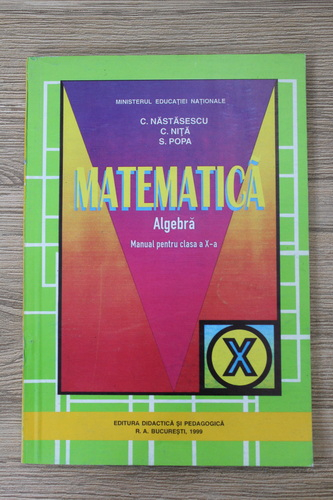 MINISTERUL EDUCAȚIEI NAȚIONALE
C. NĂSTĂSESCU
C. NIȚĂ
S. POPA
MATEMATICĂ
Algebră
Manual pentru clasa a X-a
X
EDITURA DIDACTICĂ ȘI PEDAGOGICĂ
R. A. BUCUREȘTI, 1999